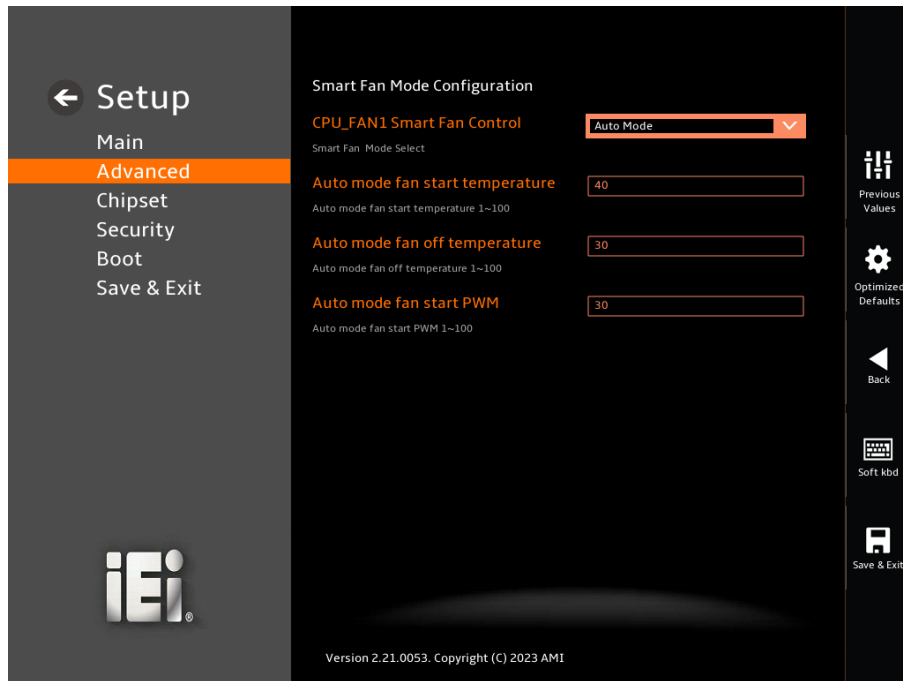 Setup
Main
Advanced
Chipset
Security
Boot
Save & Exit
iEi®
Smart Fan Mode Configuration
CPU_FAN1 Smart Fan Control
Auto Mode
Smart Fan  Mode Select
Auto mode fan start temperature
40
Auto mode fan start temperature 1~100
Auto mode fan off temperature
30
Auto mode fan off temperature 1~100
Auto mode fan start PWM
30
Auto mode fan start PWM 1~100
Version 2.21.0053. Copyright (C) 2023 AMI
Previous
Values
Optimized
Defaults
Back
Soft kbd
Save & Exit